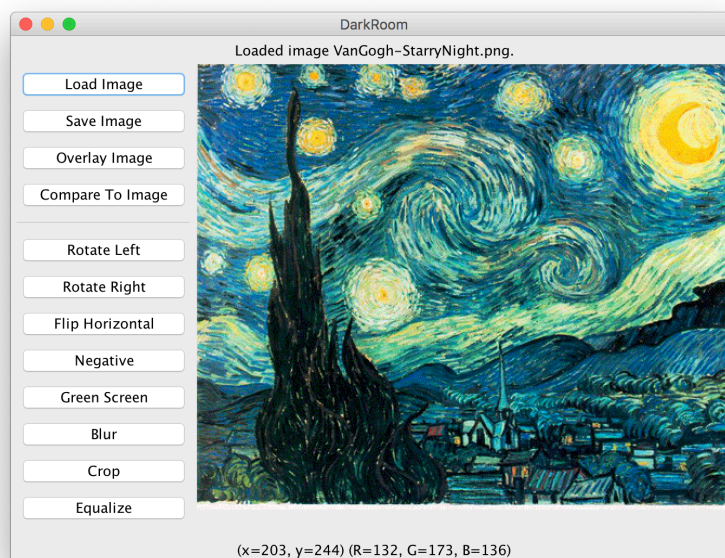 DarkRoom
Loaded image VanGogh-StarryNight.png.
Load Image
Save Image
Overlay Image
Compare To Image
Rotate Left
Rotate Right
Flip Horizontal
Negative
Green Screen
Blur
Crop
Equalize
(x=203, y=244) (R=132, G=173, B=136)